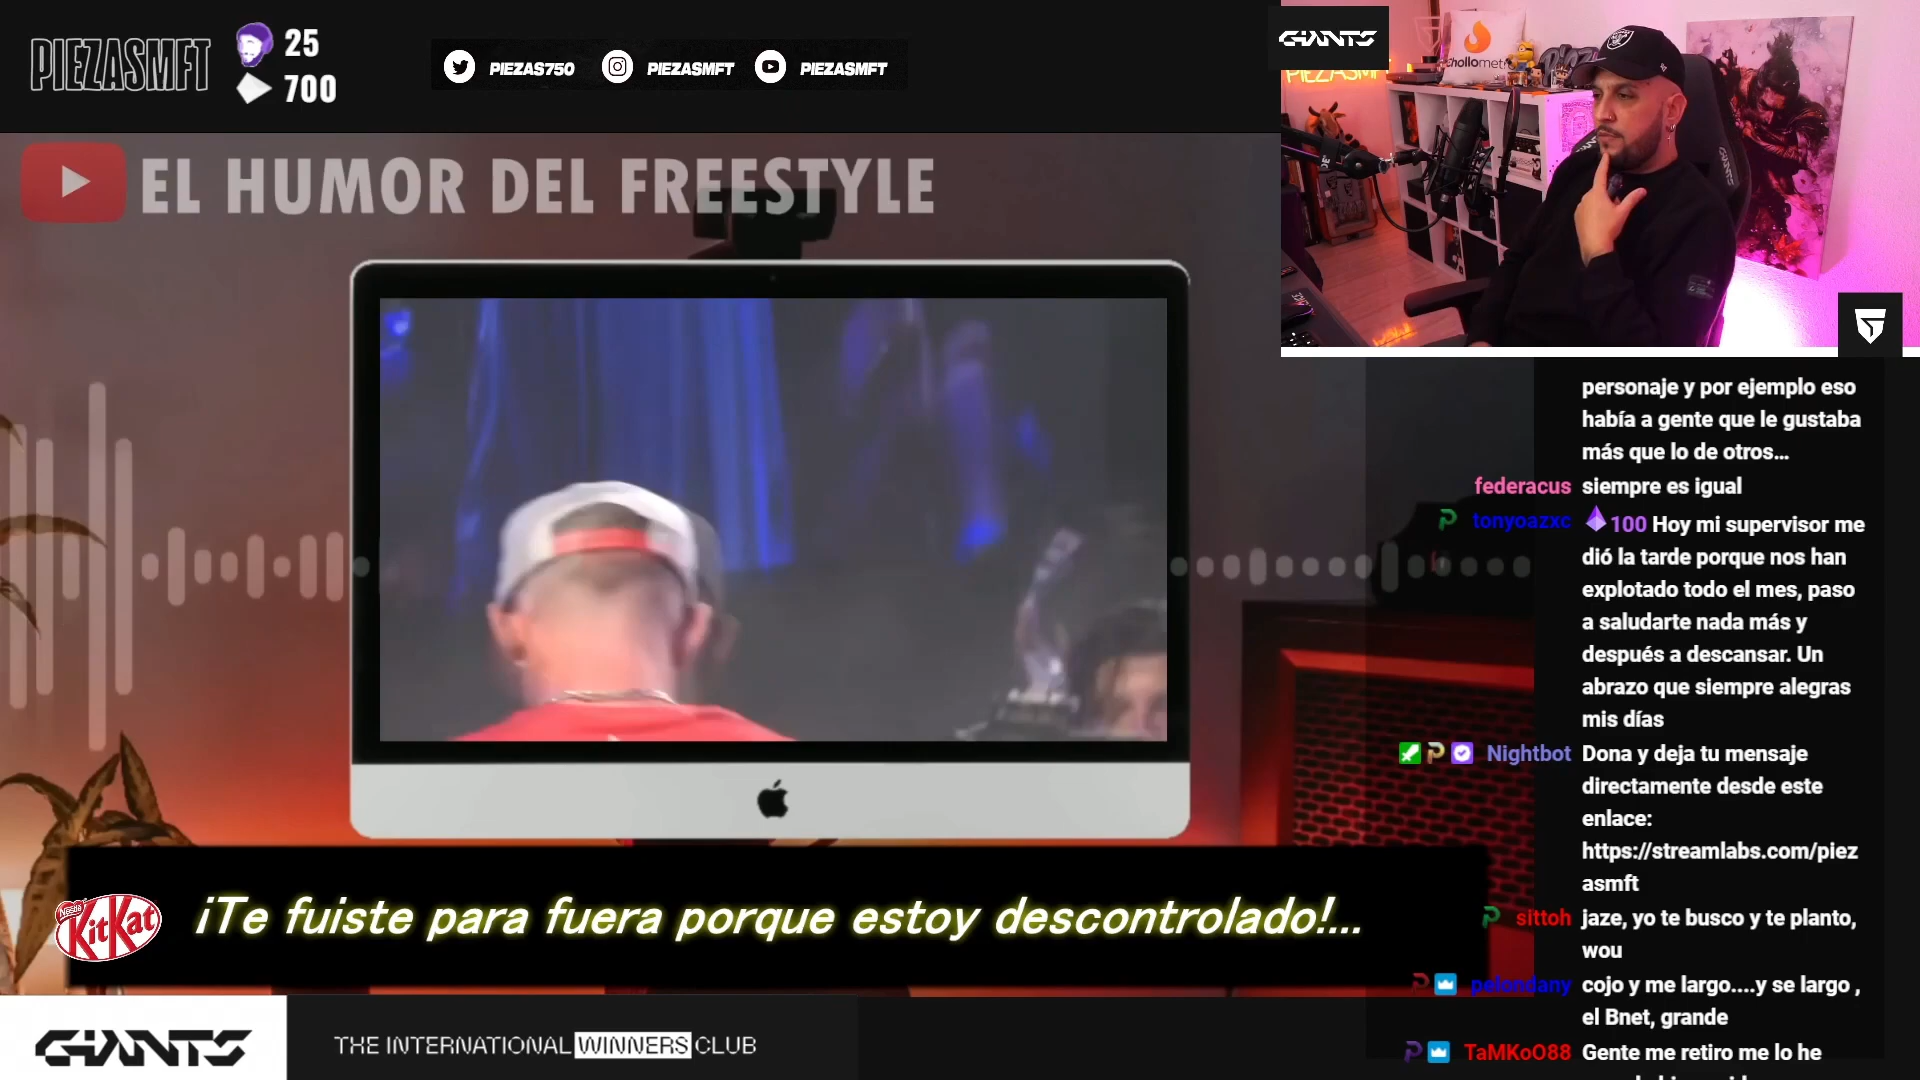 PIEZASMFT
25
700
PIEZAS750
PIEZASMFT
PIEZASMFT
EL HUMOR DEL FREESTYLE
GIANTS
chollometro
PIEZASMF
personaje y por ejemplo eso
había a gente que le gustaba
más que lo de otros...
federacus siempre es igual
tonyoazxc 100 Hoy mi supervisor me
dió la tarde porque nos han
explotado todo el mes, paso
a saludarte nada más y
después a descansar. Un
abrazo que siempre alegras
mis días
Nightbot Dona y deja tu mensaje
directamente desde este
enlace:
https://streamlabs.com/piez
asmft
sittoh jaze, yo te busco y te planto,
wou
pelondany cojo y me largo....y se largo ,
el Bnet, grande
TaMKoO88 Gente me retiro me lo he
Nestlé
KitKat
¡Te fuiste para fuera porque estoy descontrolado!...
GIANTS
THE INTERNATIONAL WINNERS CLUB